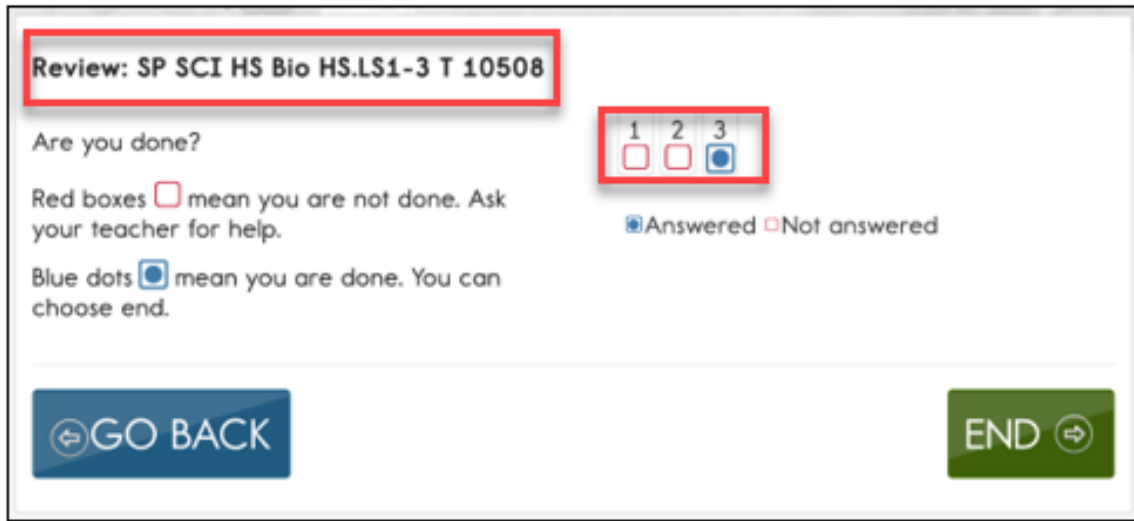 Review: SP SCI HS Bio HS.LS1-3 T 10508
Are you done?
Red boxes mean you are not done. Ask
your teacher for help.
Blue dots mean you are done. You can
choose end.
1 2 3
Answered Not answered
GO BACK
END